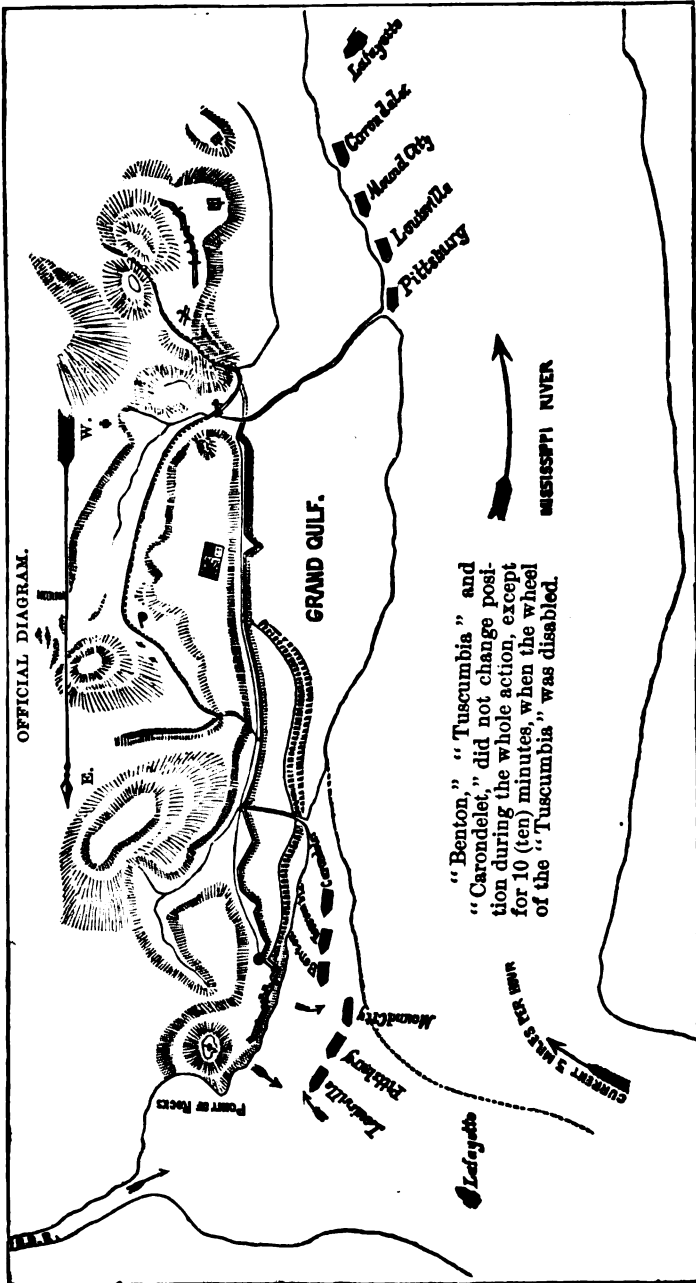 OFFICIAL DIAGRAM.
E.
W.
Lafayette
Carondalet
Mound City
Louisville
Pittsburg
GRAND GULF.
MISSISSIPPI RIVER
"Benton," "Tuscumbia" and
"Carondelet," did not change posi-
tion during the whole action, except
for 10 (ten) minutes, when the wheel
of the "Tuscumbia" was disabled.
CURRENT 3 MILES PER HOUR
Benton
Mound City
Pittsburg
Louisville
Lafayette
POINT OF ROCKS